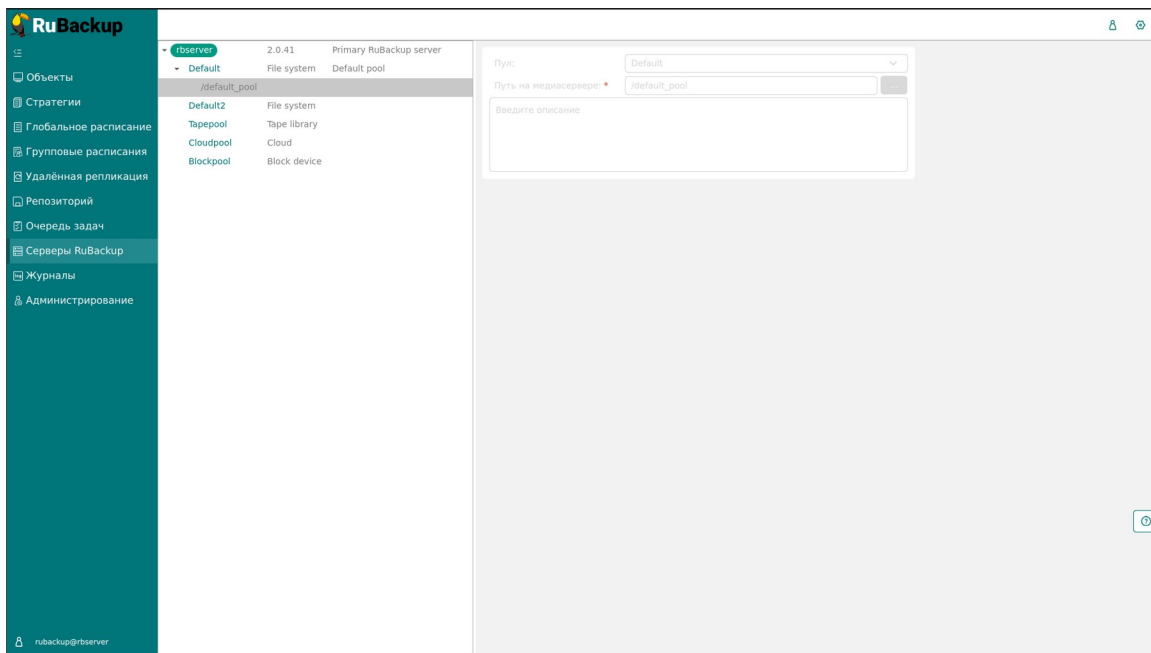 RuBackup
Объекты
Стратегии
Глобальное расписание
Групповые расписания
Удалённая репликация
Репозиторий
Очередь задач
Серверы RuBackup
Журналы
Администрирование
rubackup@rbserver
rbserver 2.0.41 Primary RuBackup server
Default File system Default pool
/default_pool
Default2 File system
Tapepool Tape library
Cloudpool Cloud
Blockpool Block device
Пул: Default
Путь на медиасервере: * /default_pool ...
Введите описание